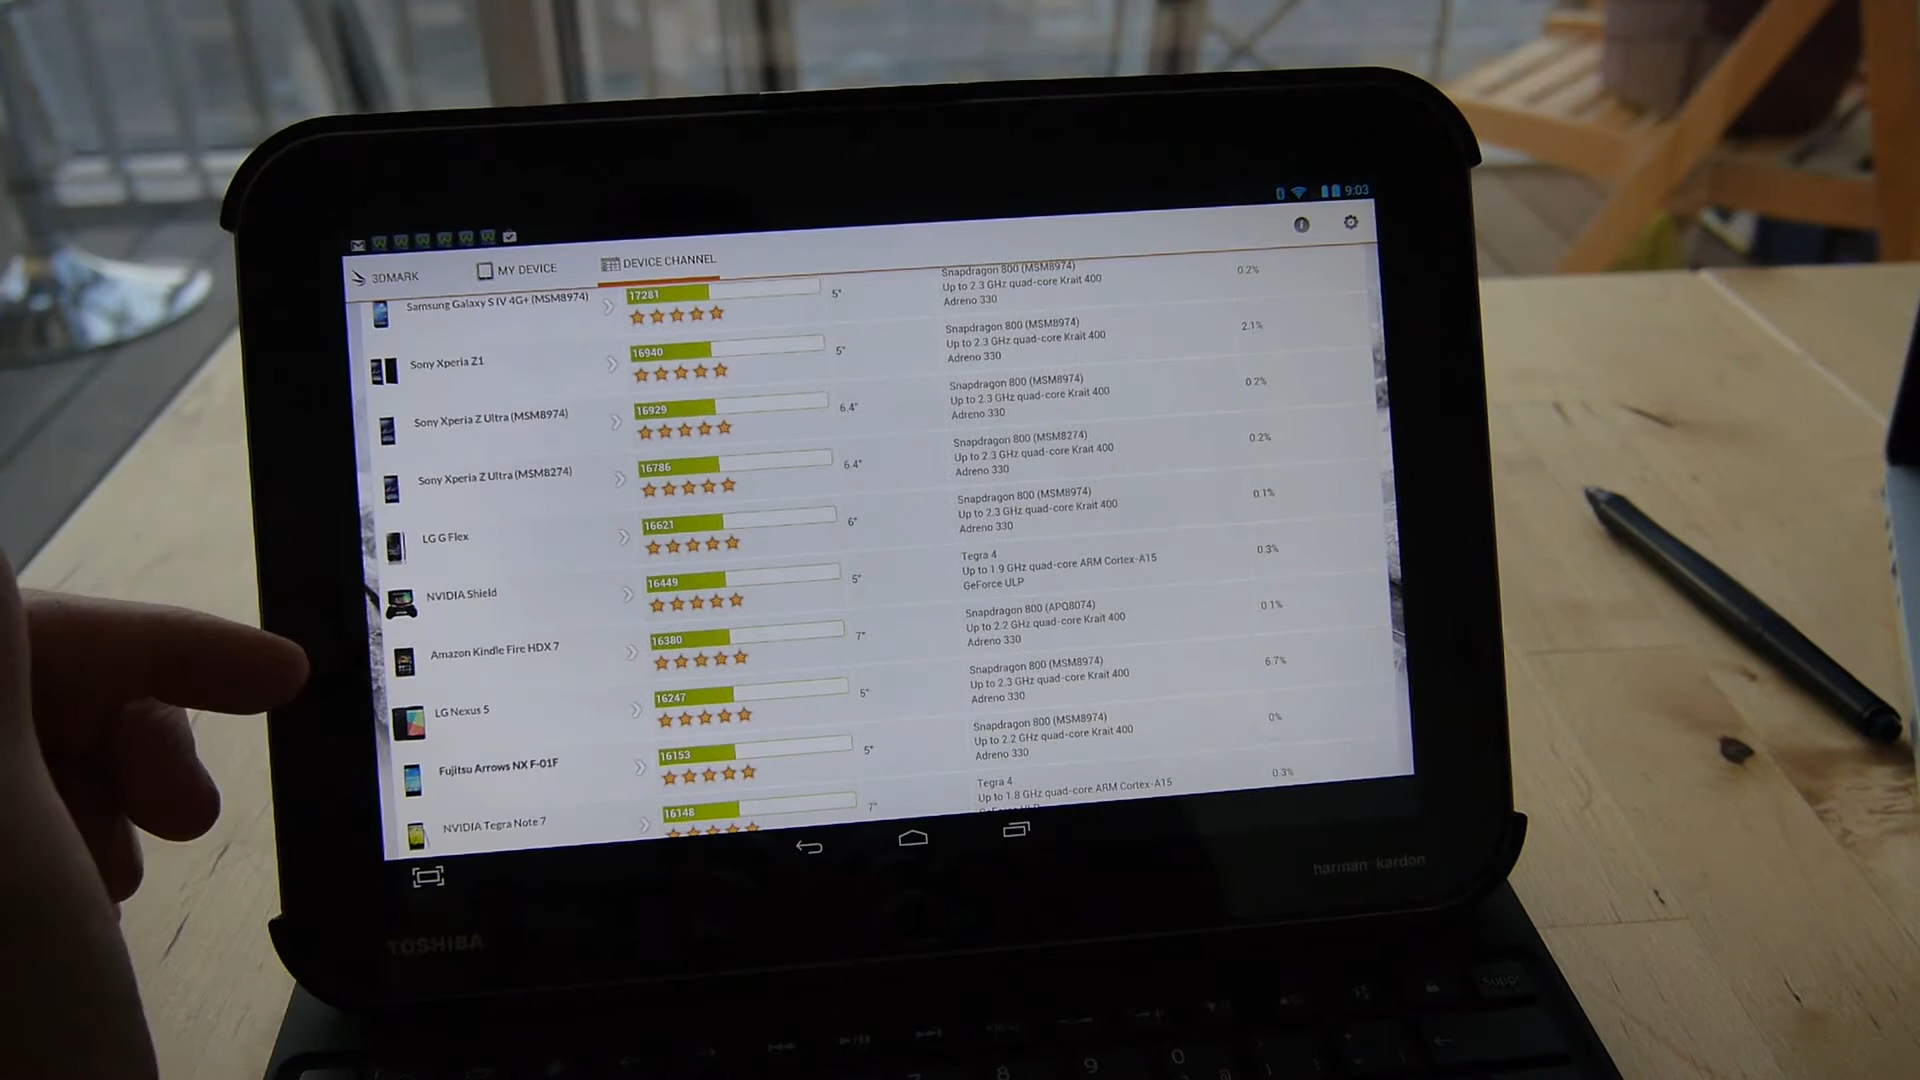 9:03
3DMARK
MY DEVICE
DEVICE CHANNEL
Samsung Galaxy S IV 4G+ (MSM8974)
17281
5"
Snapdragon 800 (MSM8974)
Up to 2.3 GHz quad-core Krait 400
Adreno 330
0.2%
Sony Xperia Z1
16940
5"
Snapdragon 800 (MSM8974)
Up to 2.3 GHz quad-core Krait 400
Adreno 330
2.1%
Sony Xperia Z Ultra (MSM8974)
16929
6.4"
Snapdragon 800 (MSM8974)
Up to 2.3 GHz quad-core Krait 400
Adreno 330
0.2%
Sony Xperia Z Ultra (MSM8274)
16786
6.4"
Snapdragon 800 (MSM8274)
Up to 2.3 GHz quad-core Krait 400
Adreno 330
0.2%
LG G Flex
16621
6"
Snapdragon 800 (MSM8974)
Up to 2.3 GHz quad-core Krait 400
Adreno 330
0.1%
NVIDIA Shield
16449
5"
Tegra 4
Up to 1.9 GHz quad-core ARM Cortex-A15
GeForce ULP
0.3%
Amazon Kindle Fire HDX 7
16380
7"
Snapdragon 800 (APQ8074)
Up to 2.2 GHz quad-core Krait 400
Adreno 330
0.1%
LG Nexus 5
16247
5"
Snapdragon 800 (MSM8974)
Up to 2.3 GHz quad-core Krait 400
Adreno 330
6.7%
Fujitsu Arrows NX F-01F
16153
5"
Snapdragon 800 (MSM8974)
Up to 2.2 GHz quad-core Krait 400
Adreno 330
0%
NVIDIA Tegra Note 7
16148
7"
Tegra 4
Up to 1.8 GHz quad-core ARM Cortex-A15
0.3%
harman kardon
TOSHIBA
Suppr
8
9
0